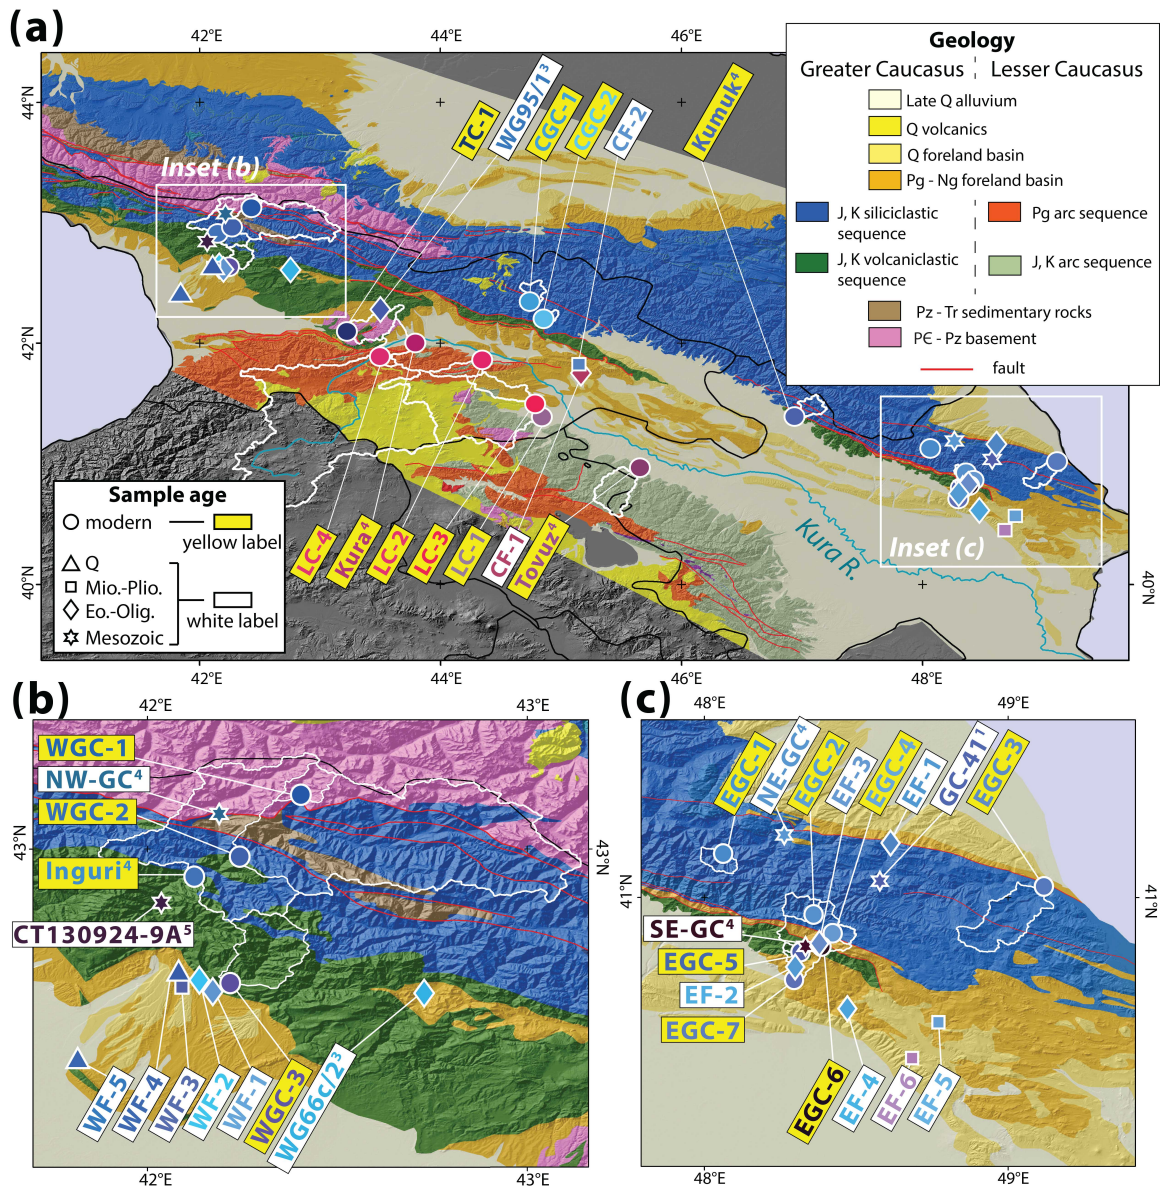 (a)
42°E
44°E
46°E
44°N
42°N
40°N
TC-1
WG95/1³
CGC-1
CGC-2
CF-2
Kumuk⁴
Geology
Greater Caucasus
Lesser Caucasus
Late Q alluvium
Q volcanics
Q foreland basin
Pg - Ng foreland basin
J, K siliciclastic
sequence
Pg arc sequence
J, K volcaniclastic
sequence
J, K arc sequence
Pz - Tr sedimentary rocks
PЄ - Pz basement
fault
Inset (b)
Sample age
modern
yellow label
Q
Mio.-Plio.
Eo.-Olig.
white label
Mesozoic
LC-4
Kura⁴
LC-2
LC-3
LC-1
CF-1
Tovuz⁴
Kura R.
Inset (c)
40°N
42°E
44°E
46°E
48°E
(b)
42°E
43°E
43°N
43°N
WGC-1
NW-GC⁴
WGC-2
Inguri⁴
CT130924-9A⁵
WF-5
WF-4
WF-3
WF-2
WF-1
WGC-3
WG66c/2³
42°E
43°E
(c)
48°E
49°E
41°N
41°N
EGC-1
NE-GC⁴
EGC-2
EF-3
EGC-4
EF-1
GC-41¹
EGC-3
SE-GC⁴
EGC-5
EF-2
EGC-7
EGC-6
EF-4
EF-6
EF-5
48°E
49°E